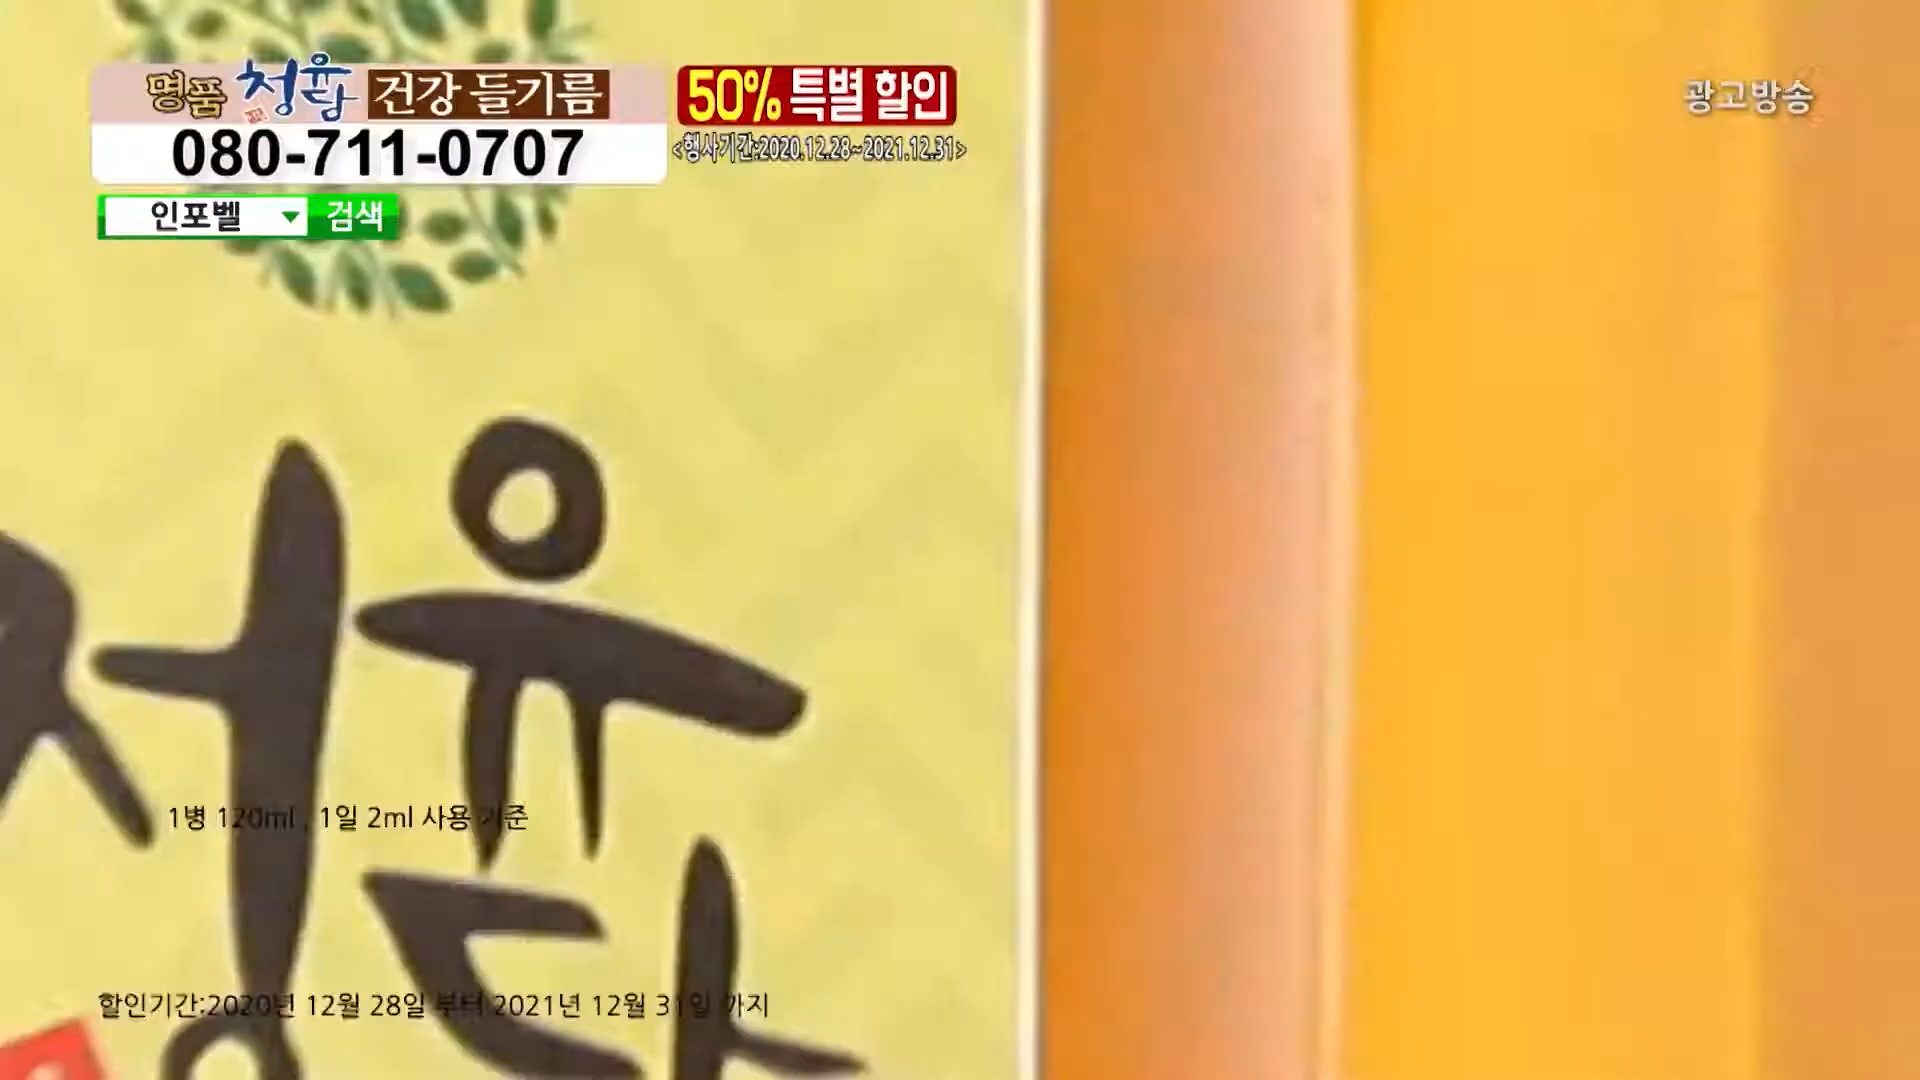 명품 청윤담 건강 들기름
50% 특별 할인
광고방송
080-711-0707
<행사기간:2020.12.28~2021.12.31>
인포벨 검색
청윤담
1병 120ml , 1일 2ml 사용 기준
할인기간:2020년 12월 28일 부터 2021년 12월 31일 까지